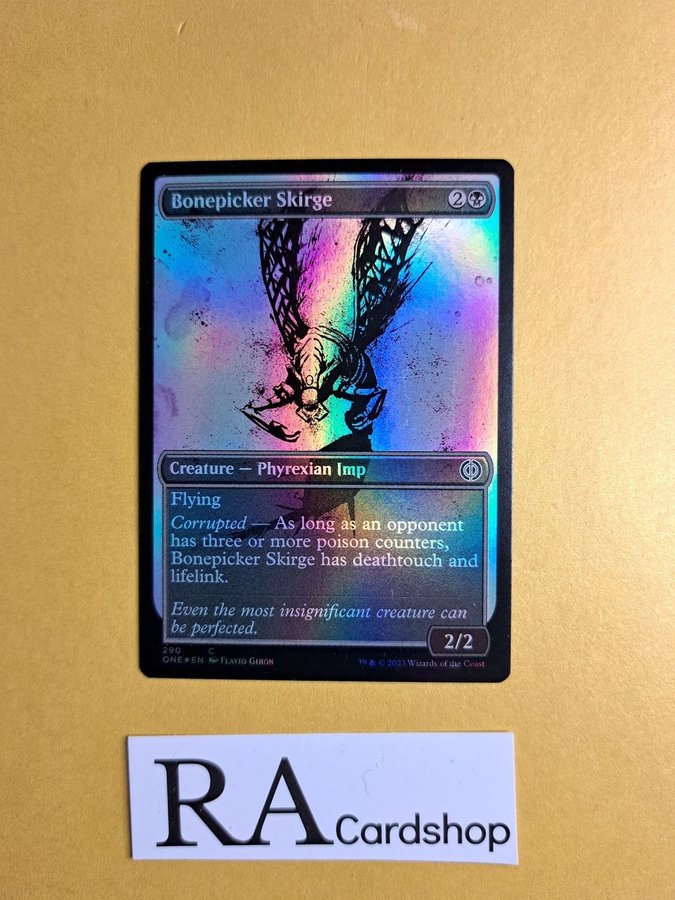 Bonepicker Skirge 2
Creature — Phyrexian Imp
Flying
Corrupted — As long as an opponent
has three or more poison counters,
Bonepicker Skirge has deathtouch and
lifelink.
Even the most insignificant creature can
be perfected.
2/2
290 C
ONE★EN Flavio Girón ™ & © 2023 Wizards of the Coast
RA Cardshop